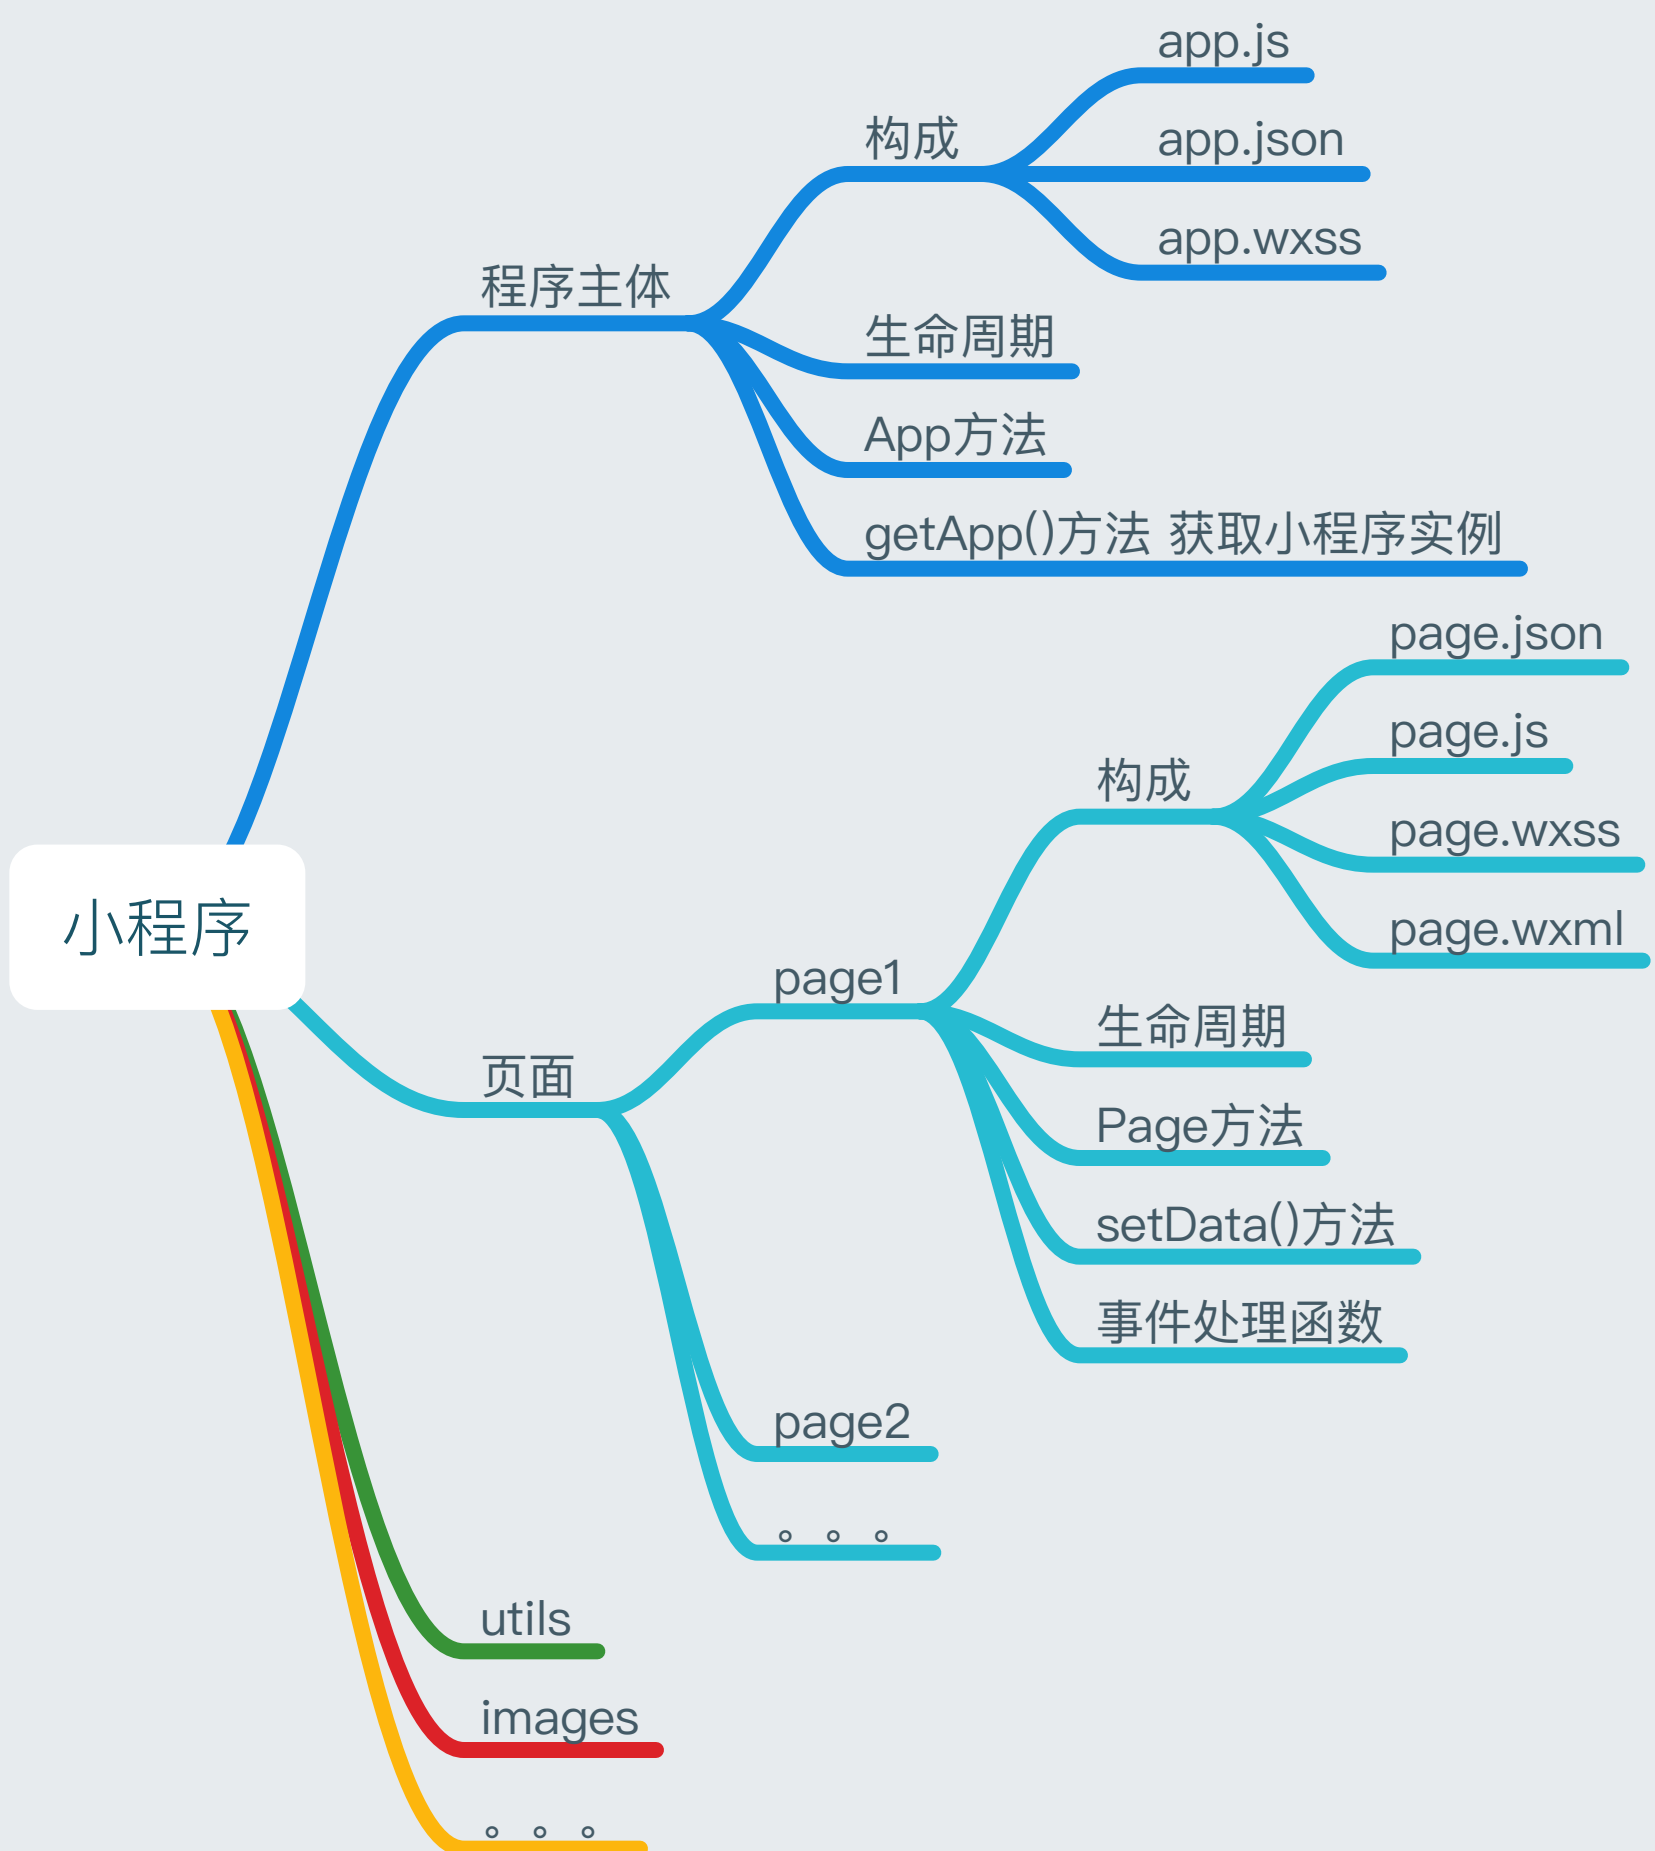 小程序
程序主体
构成
app.js
app.json
app.wxss
生命周期
App方法
getApp()方法 获取小程序实例
页面
page1
构成
page.json
page.js
page.wxss
page.wxml
生命周期
Page方法
setData()方法
事件处理函数
page2
。。。
utils
images
。。。